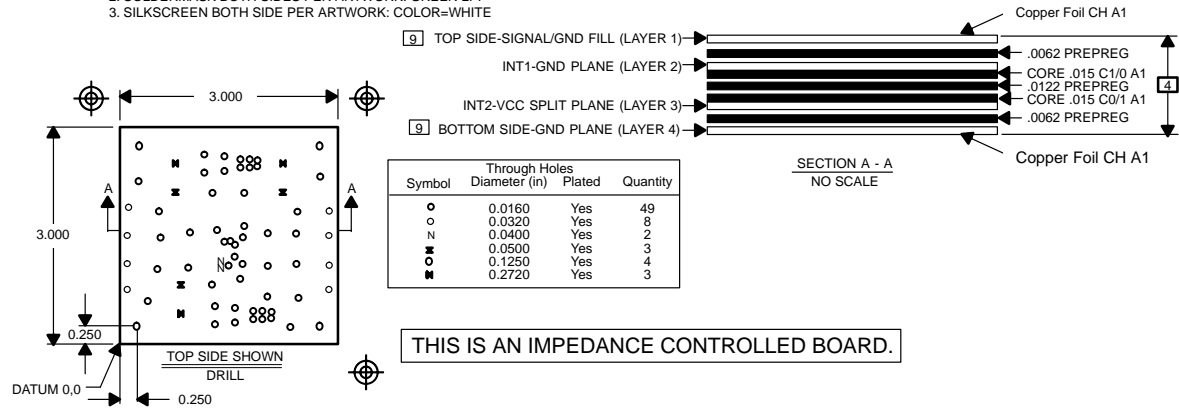 3. SILKSCREEN BOTH SIDE PER ARTWORK: COLOR=WHITE
Copper Foil CH A1
9 TOP SIDE-SIGNAL/GND FILL (LAYER 1)
.0062 PREPREG
INT1-GND PLANE (LAYER 2)
CORE .015 C1/0 A1
.0122 PREPREG
4
INT2-VCC SPLIT PLANE (LAYER 3)
CORE .015 C0/1 A1
.0062 PREPREG
9 BOTTOM SIDE-GND PLANE (LAYER 4)
Copper Foil CH A1
SECTION A - A
NO SCALE
3.000
A
A
3.000
N
N
0.250
TOP SIDE SHOWN
DRILL
DATUM 0,0
0.250
Through Holes
Symbol Diameter (in) Plated Quantity
0.0160 Yes 49
0.0320 Yes 8
N 0.0400 Yes 2
0.0500 Yes 3
0.1250 Yes 4
0.2720 Yes 3
THIS IS AN IMPEDANCE CONTROLLED BOARD.